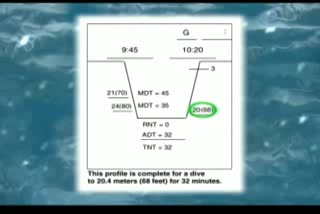 G :
9:45 10:20
3
21(70) MDT = 45
24(80) MDT = 35 20(68)
RNT = 0
ADT = 32
TNT = 32
This profile is complete for a dive
to 20.4 meters (68 feet) for 32 minutes.